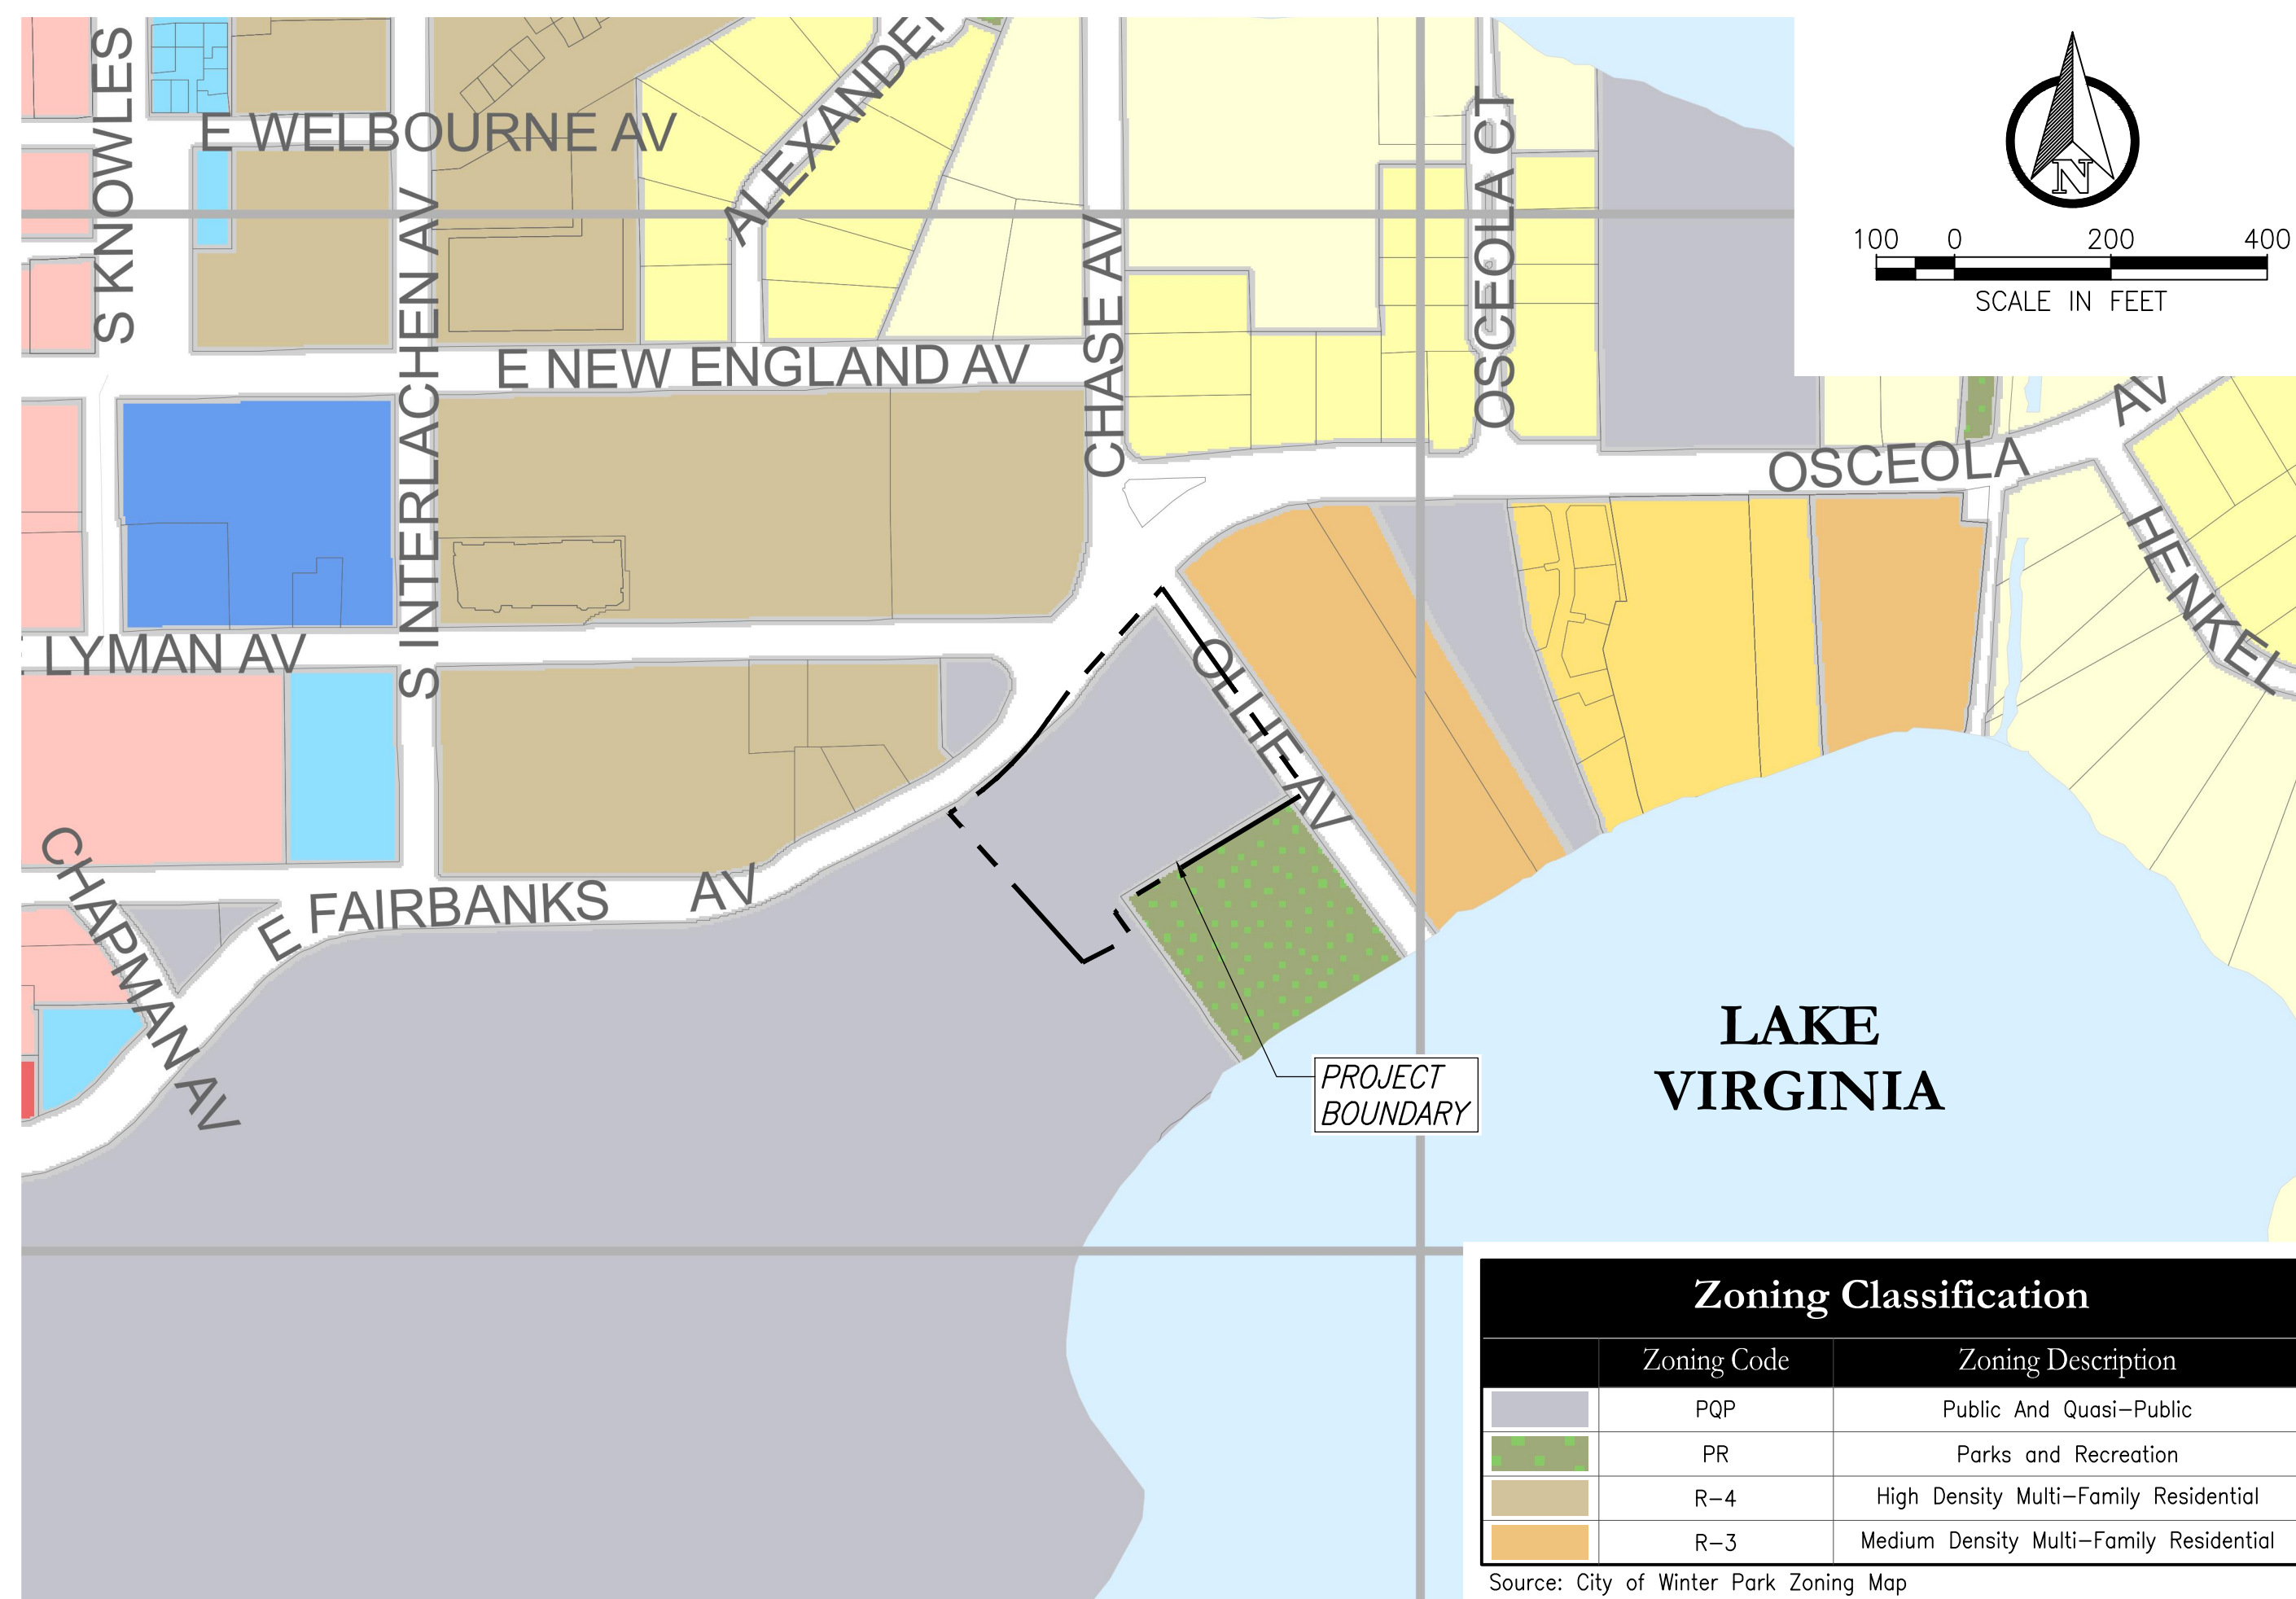 S KNOWLES
E WELBOURNE AV
ALEXANDER
OSCEOLA CT
N
100 0 200 400
SCALE IN FEET
S INTERLACHEN AV
CHASE AV
E NEW ENGLAND AV
AV
OSCEOLA
HENKEL
LYMAN AV
OLLIE AV
CHAPMAN AV
E FAIRBANKS AV
PROJECT
BOUNDARY
LAKE
VIRGINIA
Zoning Classification
Zoning Code Zoning Description
PQP Public And Quasi-Public
PR Parks and Recreation
R-4 High Density Multi-Family Residential
R-3 Medium Density Multi-Family Residential
Source: City of Winter Park Zoning Map